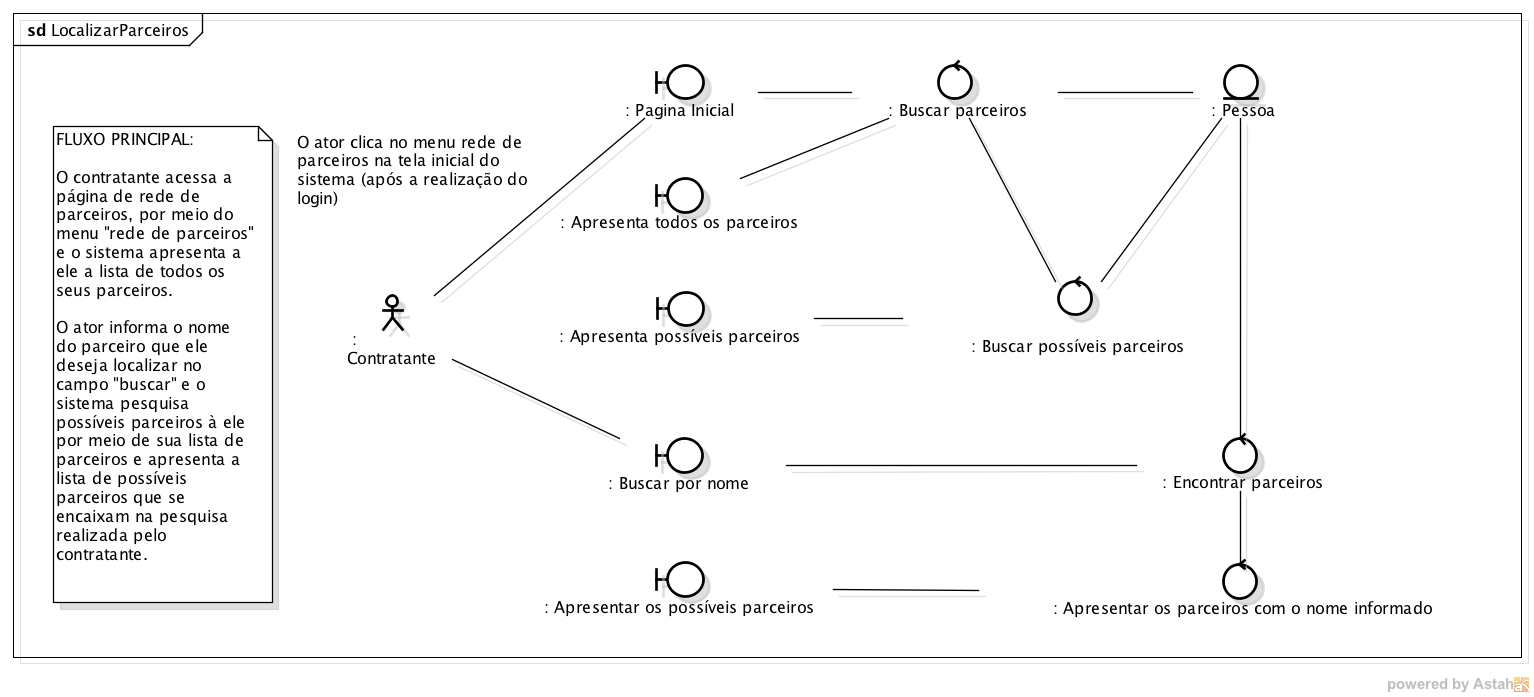 sd LocalizarParceiros
FLUXO PRINCIPAL:
O contratante acessa a
página de rede de
parceiros, por meio do
menu "rede de parceiros"
e o sistema apresenta a
ele a lista de todos os
seus parceiros.
O ator informa o nome
do parceiro que ele
deseja localizar no
campo "buscar" e o
sistema pesquisa
possíveis parceiros à ele
por meio de sua lista de
parceiros e apresenta a
lista de possíveis
parceiros que se
encaixam na pesquisa
realizada pelo
contratante.
O ator clica no menu rede de
parceiros na tela inicial do
sistema (após a realização do
login)
:
Contratante
: Pagina Inicial
: Buscar parceiros
: Pessoa
: Apresenta todos os parceiros
: Apresenta possíveis parceiros
: Buscar possíveis parceiros
: Buscar por nome
: Encontrar parceiros
: Apresentar os possíveis parceiros
: Apresentar os parceiros com o nome informado
powered by Astah